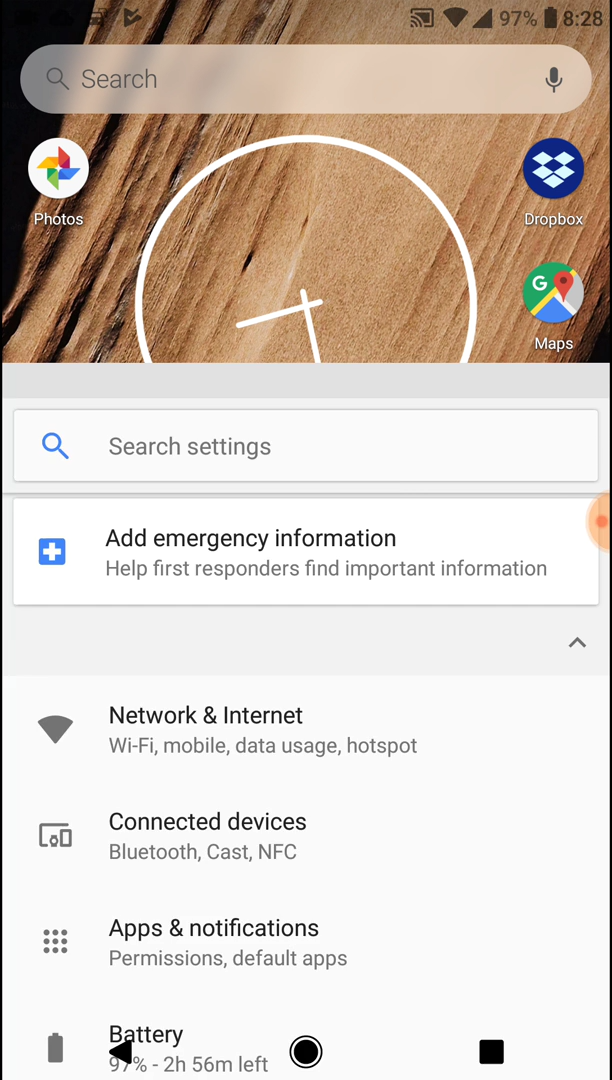 97% 8:28
Search
Photos
Dropbox
G
Maps
Search settings
Add emergency information
Help first responders find important information
Network & Internet
Wi-Fi, mobile, data usage, hotspot
Connected devices
Bluetooth, Cast, NFC
Apps & notifications
Permissions, default apps
Battery
97% - 2h 56m left